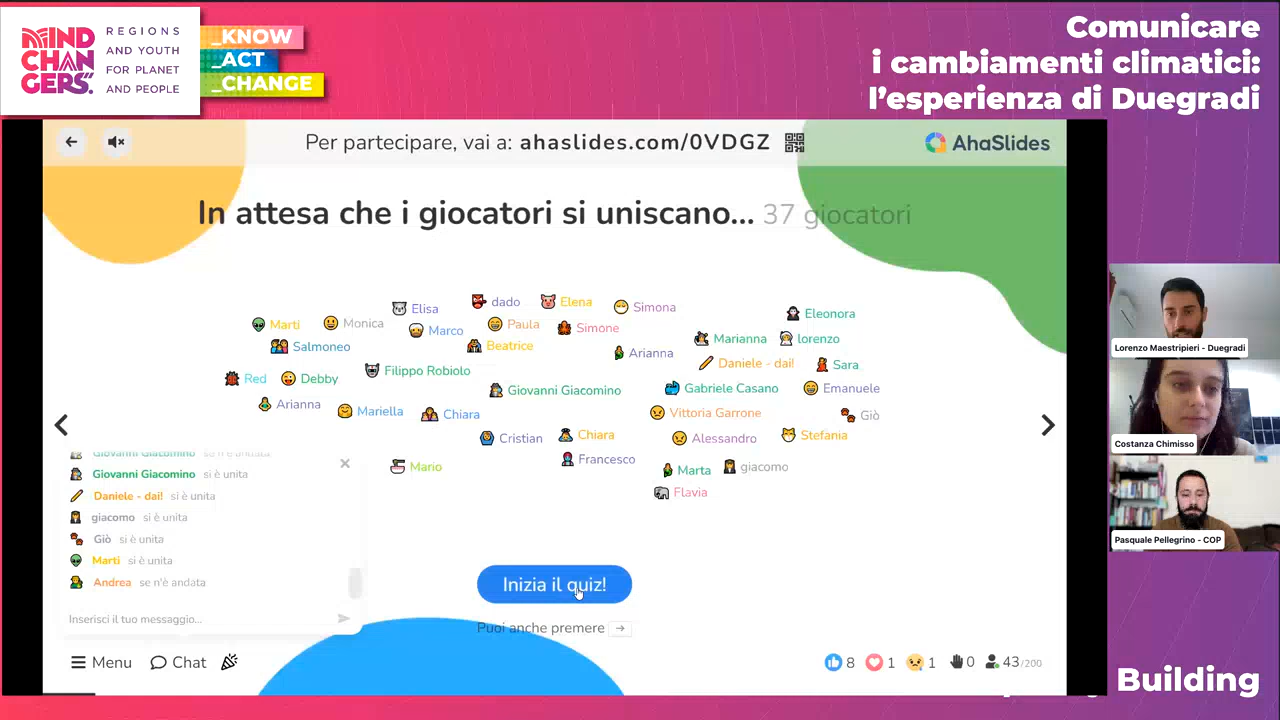 MIND
CHAN
GERS.
REGIONS
AND YOUTH
FOR PLANET
AND PEOPLE
_KNOW
_ACT
_CHANGE
Comunicare
i cambiamenti climatici:
l'esperienza di Duegradi
Per partecipare, vai a: ahaslides.com/0VDGZ
AhaSlides
In attesa che i giocatori si uniscano... 37 giocatori
Elisa
dado
Elena
Simona
Eleonora
Marti
Monica
Marco
Paula
Simone
Marianna
lorenzo
Salmoneo
Beatrice
Arianna
Daniele - dai!
Sara
Red
Debby
Filippo Robiolo
Giovanni Giacomino
Gabriele Casano
Emanuele
Arianna
Mariella
Chiara
Vittoria Garrone
Giò
Cristian
Chiara
Alessandro
Stefania
Mario
Francesco
Marta
giacomo
Flavia
Giovanni Giacomino se n'è andata
Giovanni Giacomino si è unita
Daniele - dai! si è unita
giacomo si è unita
Giò si è unita
Marti si è unita
Andrea se n'è andata
Inserisci il tuo messaggio...
Inizia il quiz!
Puoi anche premere →
Menu
Chat
8
1
1
0
43/200
Lorenzo Maestripieri - Duegradi
Costanza Chimisso
Pasquale Pellegrino - COP
Building